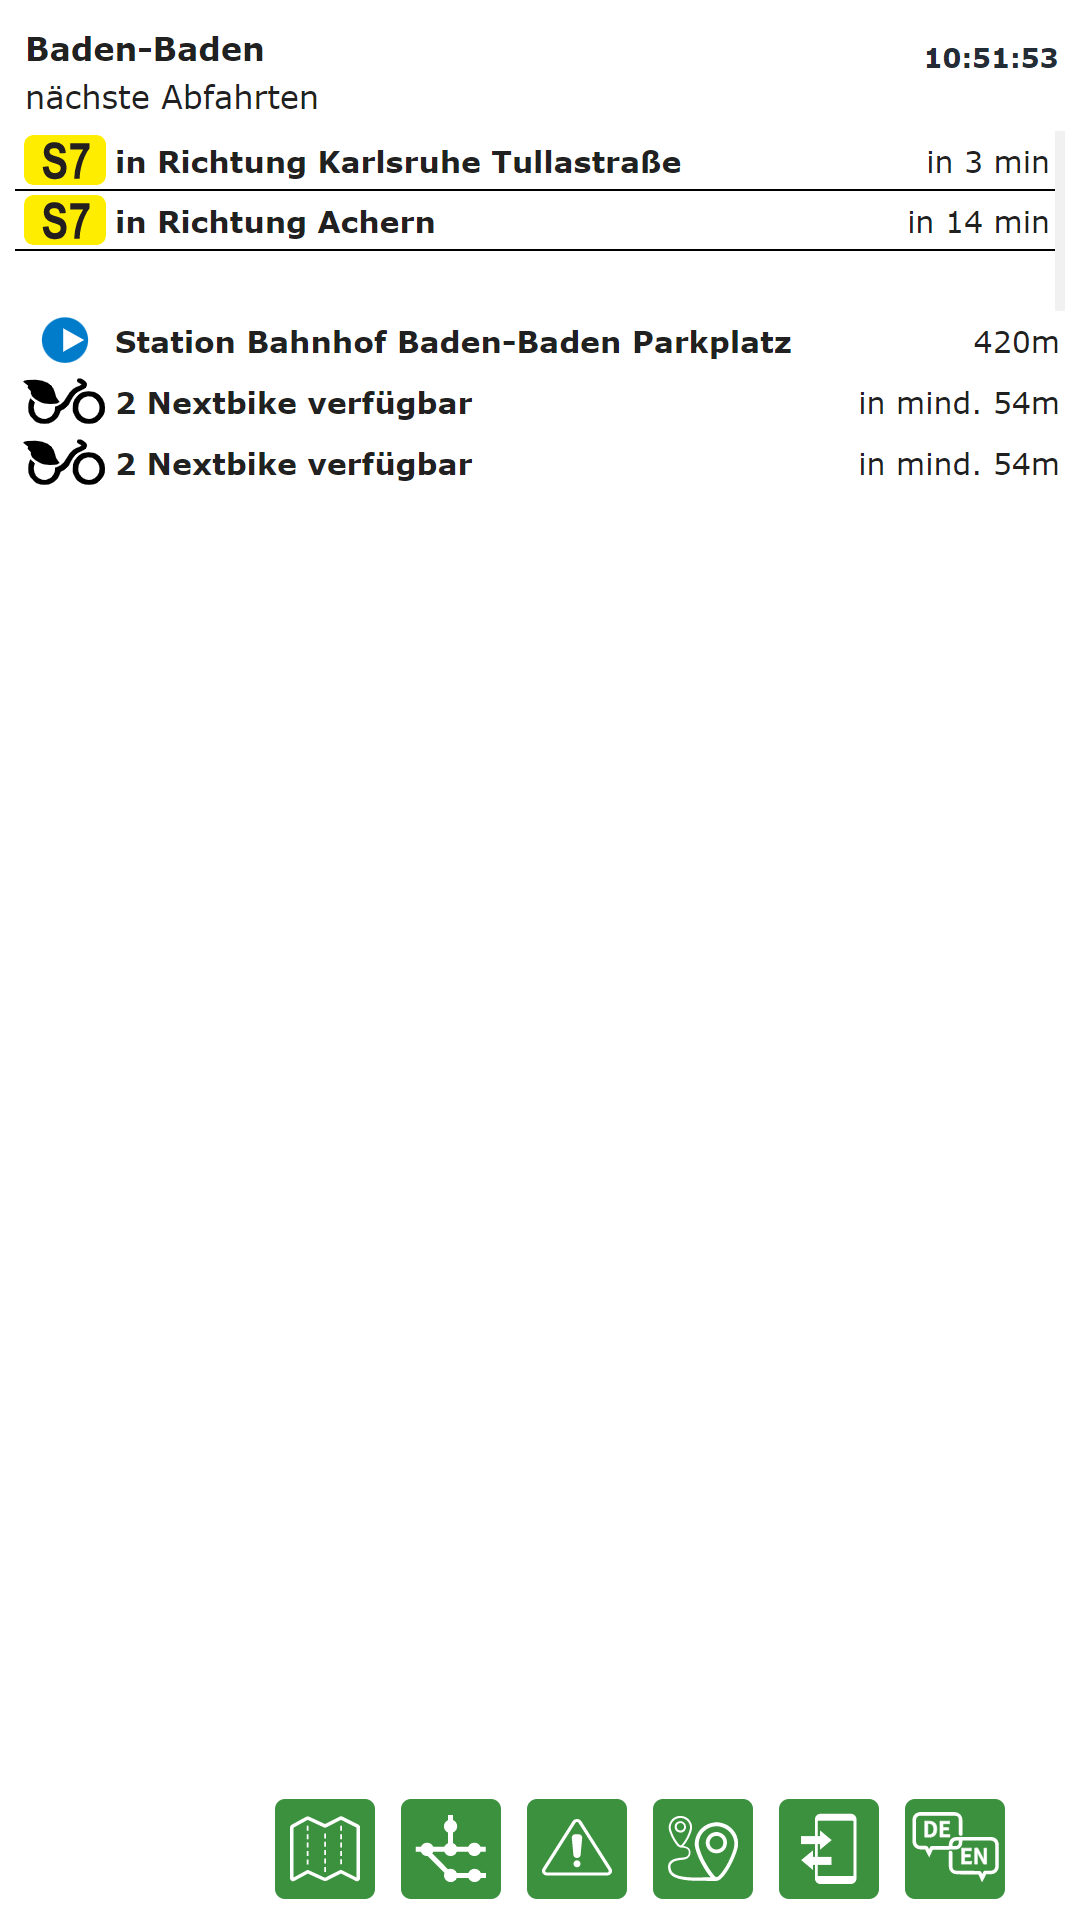 Baden-Baden
10:51:53
nächste Abfahrten
S7 in Richtung Karlsruhe Tullastraße in 3 min
S7 in Richtung Achern in 14 min
Station Bahnhof Baden-Baden Parkplatz 420m
2 Nextbike verfügbar in mind. 54m
2 Nextbike verfügbar in mind. 54m
DE
EN